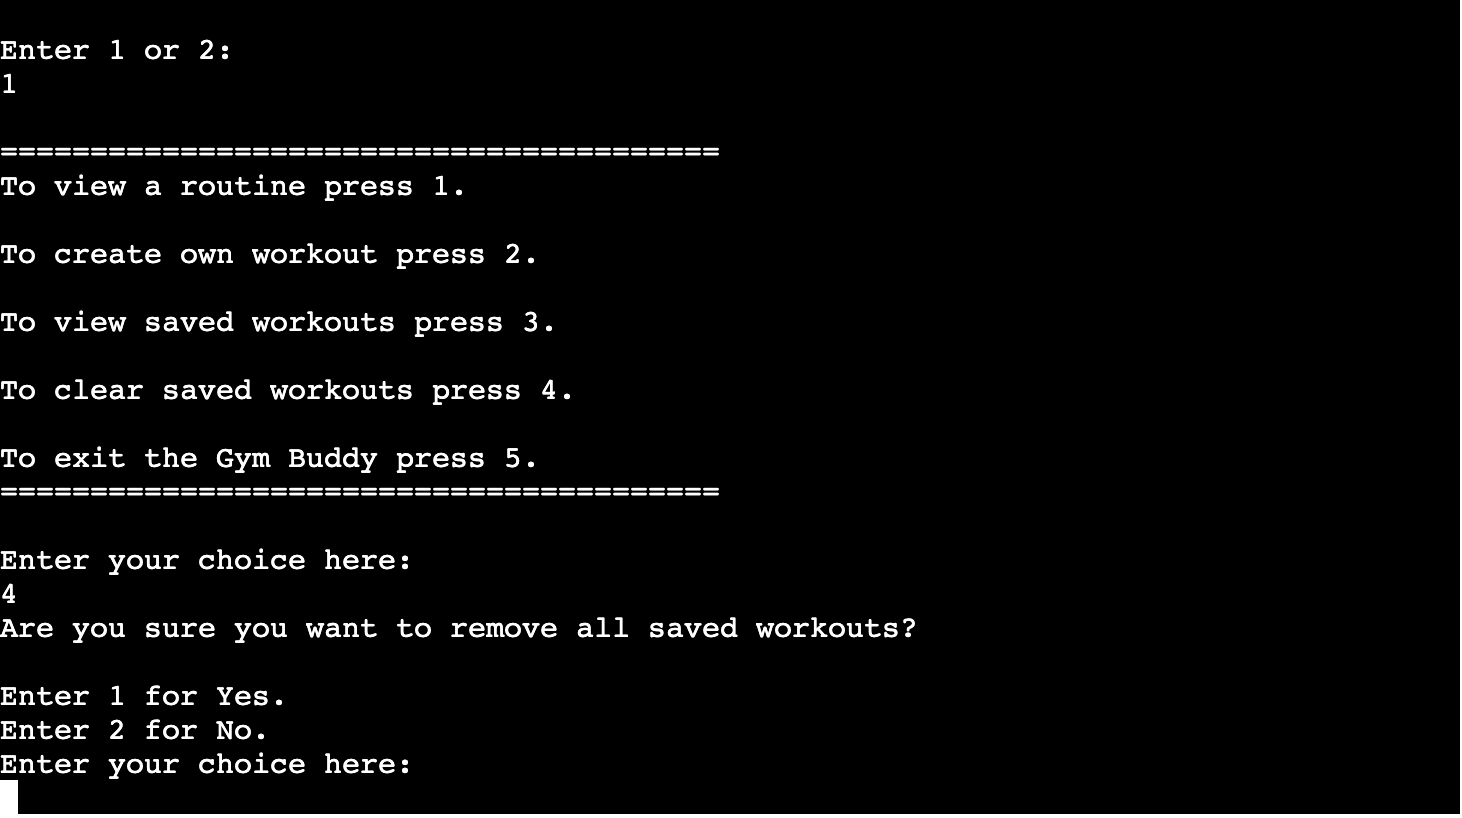 Enter 1 or 2:
1
========================================
To view a routine press 1.
To create own workout press 2.
To view saved workouts press 3.
To clear saved workouts press 4.
To exit the Gym Buddy press 5.
========================================
Enter your choice here:
4
Are you sure you want to remove all saved workouts?
Enter 1 for Yes.
Enter 2 for No.
Enter your choice here: